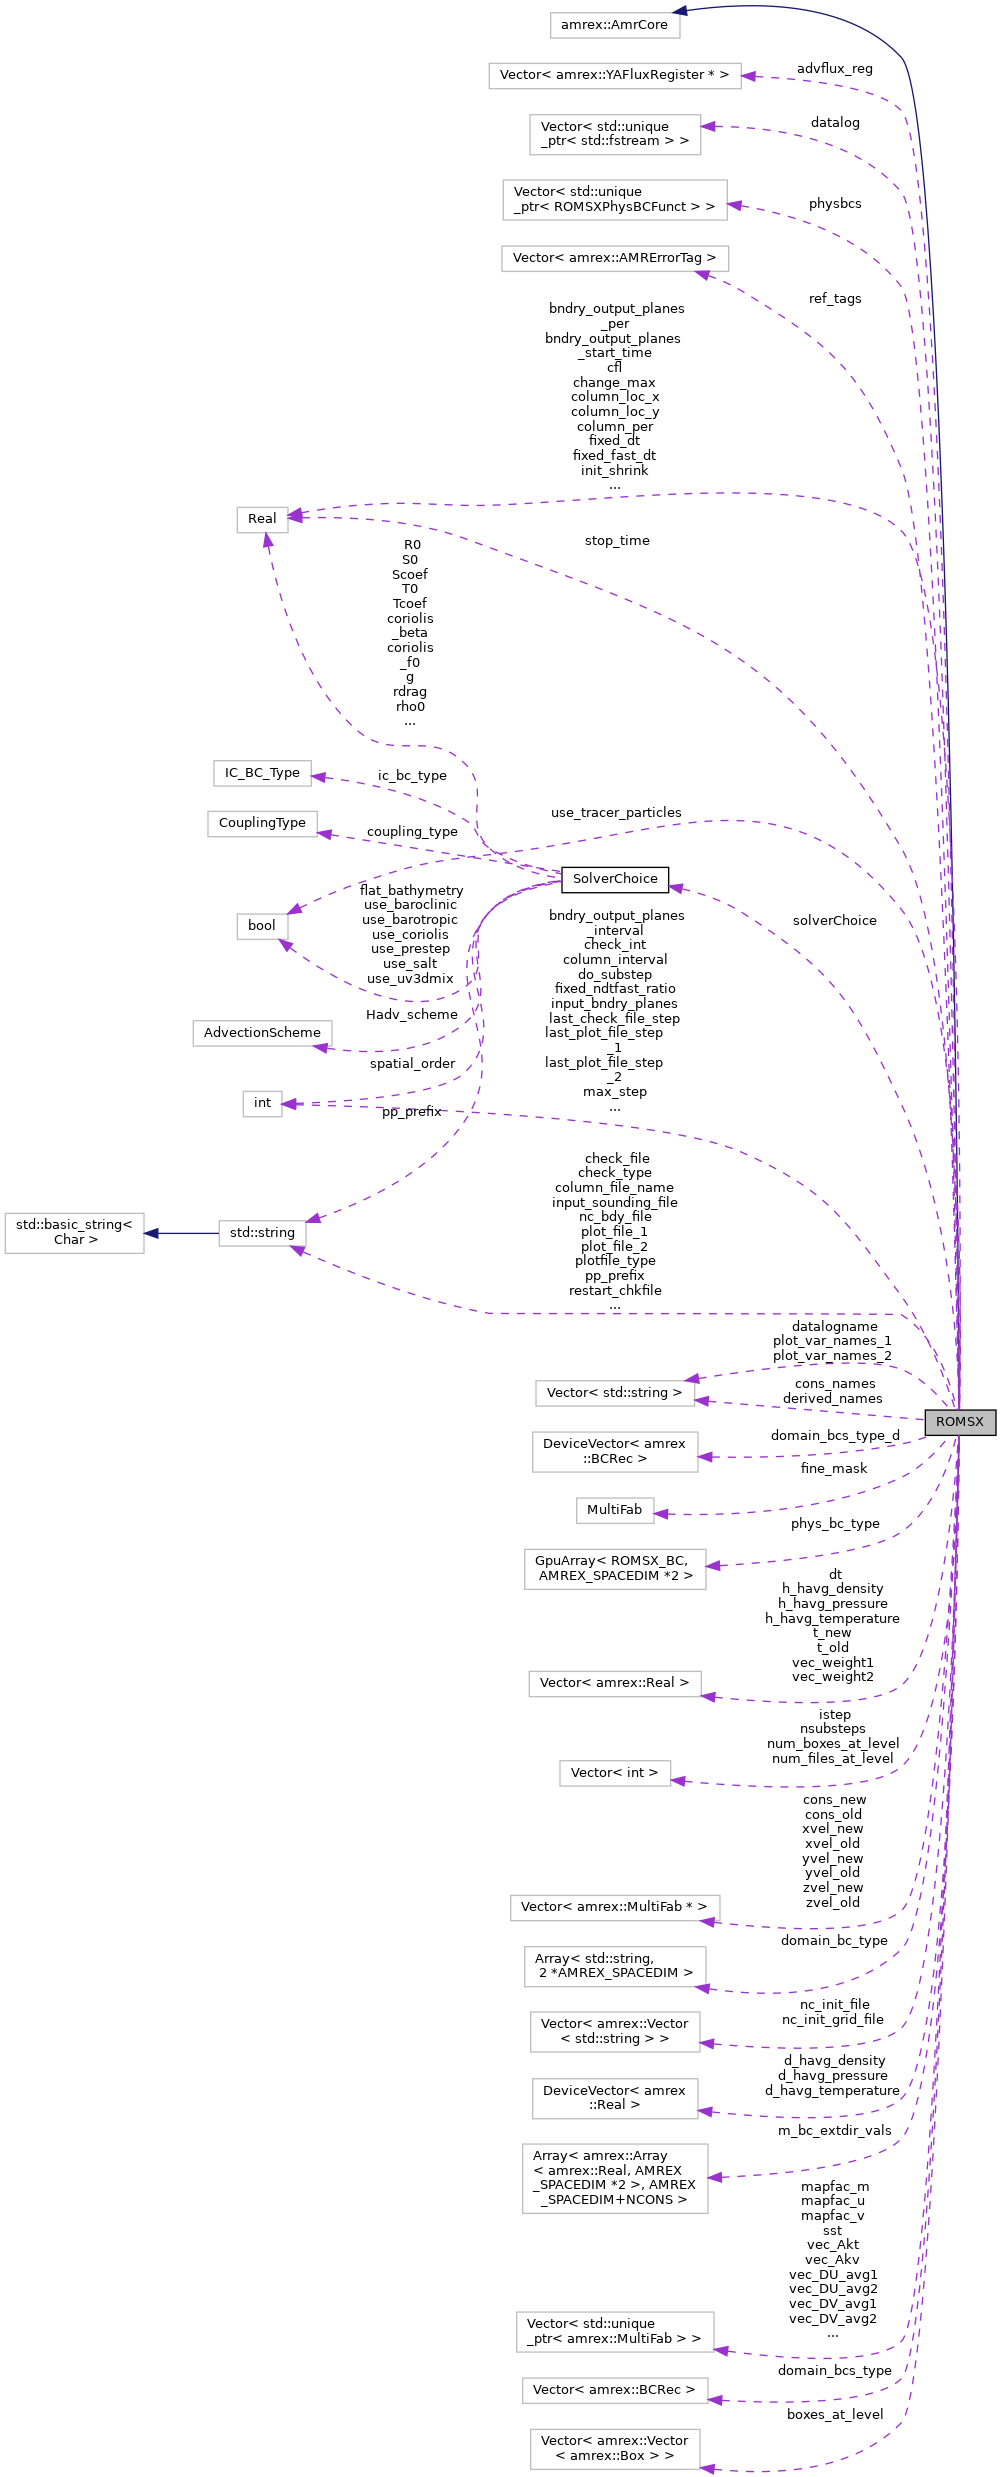 amrex::AmrCore
Vector< amrex::YAFluxRegister * >
advflux_reg
Vector< std::unique
_ptr< std::fstream > >
datalog
Vector< std::unique
_ptr< ROMSXPhysBCFunct > >
physbcs
Vector< amrex::AMRErrorTag >
ref_tags
bndry_output_planes
_per
bndry_output_planes
_start_time
cfl
change_max
column_loc_x
column_loc_y
column_per
fixed_dt
fixed_fast_dt
init_shrink
...
Real
stop_time
R0
S0
Scoef
T0
Tcoef
coriolis
_beta
coriolis
_f0
g
rdrag
rho0
...
IC_BC_Type
ic_bc_type
CouplingType
coupling_type
use_tracer_particles
SolverChoice
solverChoice
bool
flat_bathymetry
use_baroclinic
use_barotropic
use_coriolis
use_prestep
use_salt
use_uv3dmix
AdvectionScheme
Hadv_scheme
spatial_order
int
pp_prefix
bndry_output_planes
_interval
check_int
column_interval
do_substep
fixed_ndtfast_ratio
input_bndry_planes
last_check_file_step
last_plot_file_step
_1
last_plot_file_step
_2
max_step
...
std::basic_string<
Char >
std::string
check_file
check_type
column_file_name
input_sounding_file
nc_bdy_file
plot_file_1
plot_file_2
plotfile_type
pp_prefix
restart_chkfile
...
datalogname
plot_var_names_1
plot_var_names_2
Vector< std::string >
cons_names
derived_names
ROMSX
DeviceVector< amrex
::BCRec >
domain_bcs_type_d
MultiFab
fine_mask
GpuArray< ROMSX_BC,
AMREX_SPACEDIM *2 >
phys_bc_type
dt
h_havg_density
h_havg_pressure
h_havg_temperature
t_new
t_old
vec_weight1
vec_weight2
Vector< amrex::Real >
istep
nsubsteps
num_boxes_at_level
num_files_at_level
Vector< int >
cons_new
cons_old
xvel_new
xvel_old
yvel_new
yvel_old
zvel_new
zvel_old
Vector< amrex::MultiFab * >
Array< std::string,
2 *AMREX_SPACEDIM >
domain_bc_type
Vector< amrex::Vector
< std::string > >
nc_init_file
nc_init_grid_file
DeviceVector< amrex
::Real >
d_havg_density
d_havg_pressure
d_havg_temperature
Array< amrex::Array
< amrex::Real, AMREX
_SPACEDIM *2 >, AMREX
_SPACEDIM+NCONS >
m_bc_extdir_vals
mapfac_m
mapfac_u
mapfac_v
sst
vec_Akt
vec_Akv
vec_DU_avg1
vec_DU_avg2
vec_DV_avg1
vec_DV_avg2
...
Vector< std::unique
_ptr< amrex::MultiFab > >
Vector< amrex::BCRec >
domain_bcs_type
Vector< amrex::Vector
< amrex::Box > >
boxes_at_level